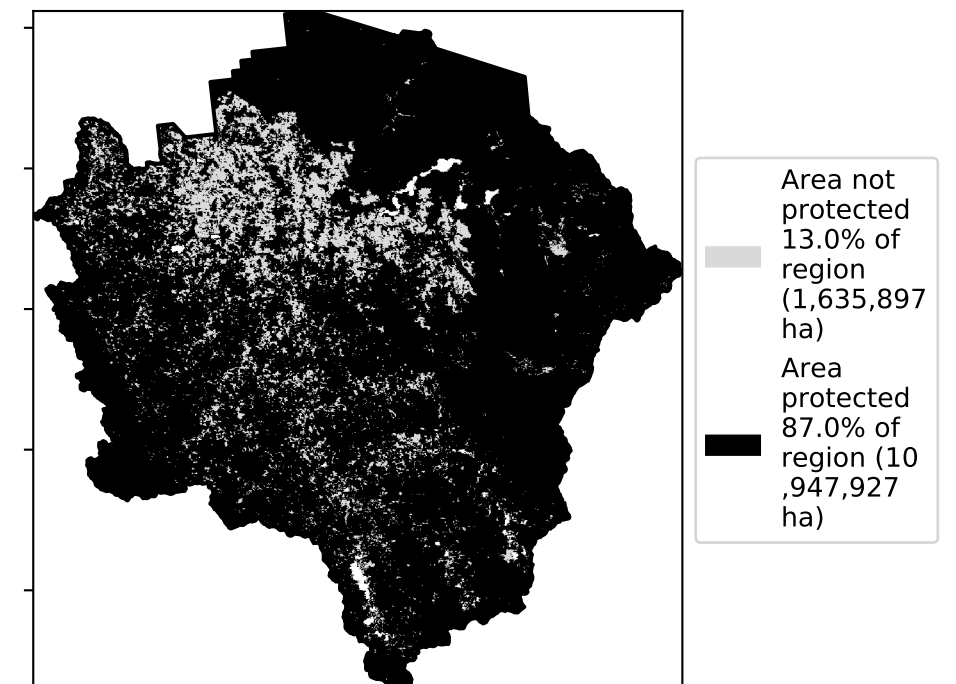 Area not
protected
13.0% of
region
(1,635,897
ha)
Area
protected
87.0% of
region (10
,947,927
ha)